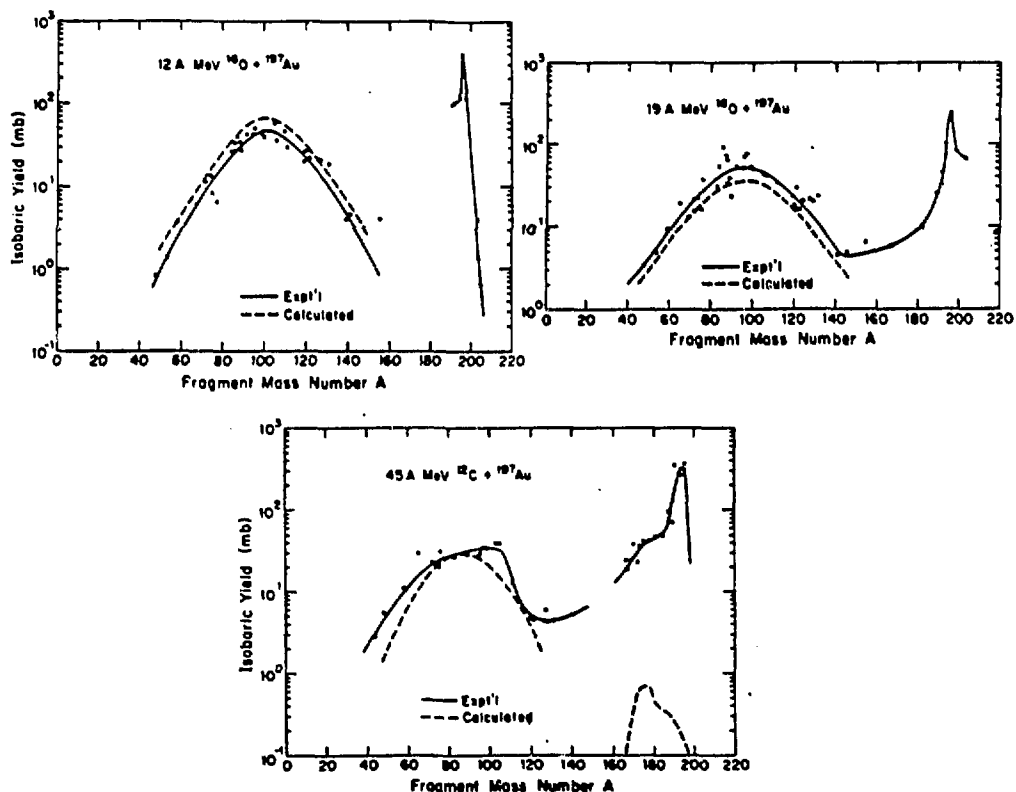 12 A MeV ¹⁶O + ¹⁹⁷Au
Isobaric Yield (mb)
10³
10²
10¹
10⁰
10⁻¹
Expt'l
Calculated
0 20 40 60 80 100 120 140 160 180 200 220
Fragment Mass Number A
19 A MeV ¹⁶O + ¹⁹⁷Au
10³
10²
10¹
10⁰
Expt'l
Calculated
0 20 40 60 80 100 120 140 160 180 200 220
Fragment Mass Number A
45 A MeV ¹²C + ¹⁹⁷Au
Isobaric Yield (mb)
10³
10²
10¹
10⁰
10⁻¹
Expt'l
Calculated
0 20 40 60 80 100 120 140 160 180 200 220
Fragment Mass Number A